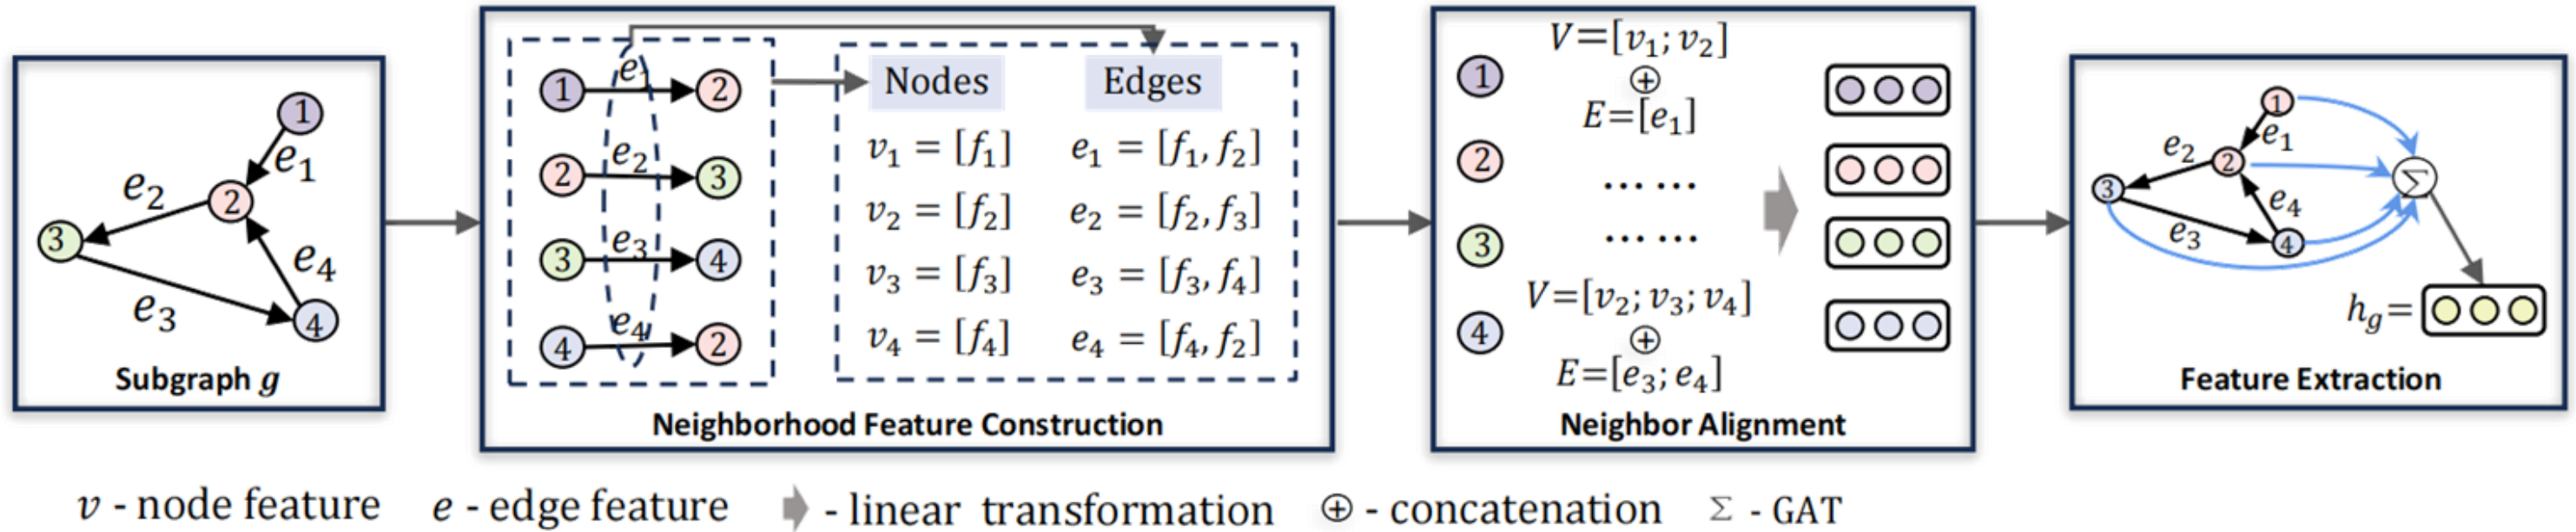 1
e₁
e₂
2
3
e₄
e₃
4
Subgraph g
1 e₁ 2
2 e₂ 3
3 e₃ 4
4 e₄ 2
Nodes Edges
v₁ = [f₁] e₁ = [f₁, f₂]
v₂ = [f₂] e₂ = [f₂, f₃]
v₃ = [f₃] e₃ = [f₃, f₄]
v₄ = [f₄] e₄ = [f₄, f₂]
Neighborhood Feature Construction
V=[v₁; v₂]
1 ⊕
E=[e₁]
2
... ...
3 ... ...
V=[v₂; v₃; v₄]
4 ⊕
E=[e₃; e₄]
Neighbor Alignment
1
e₁
e₂
2
3
Σ
e₄
e₃
4
h_g=
Feature Extraction
v - node feature e - edge feature - linear transformation ⊕ - concatenation Σ - GAT